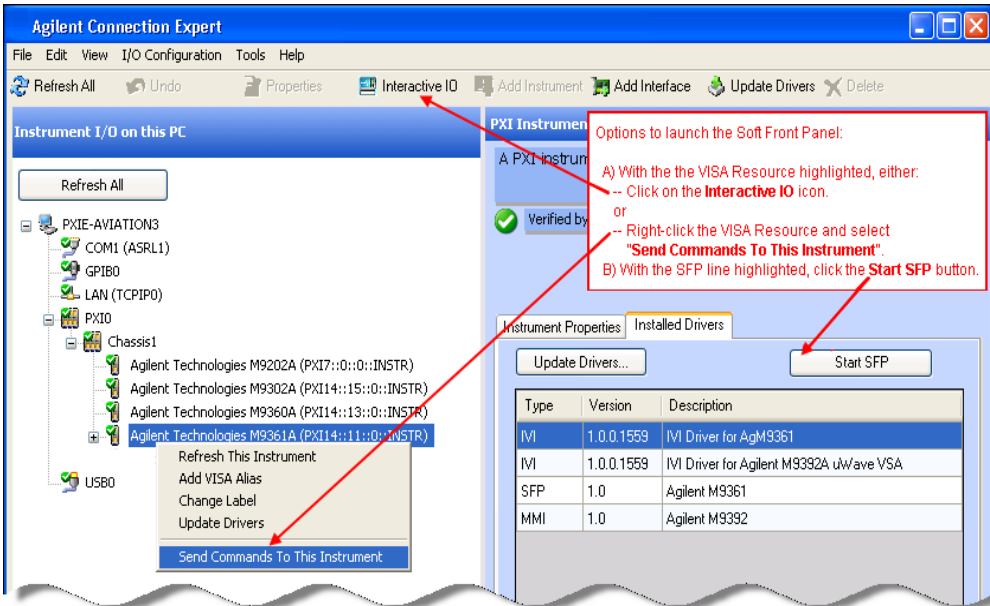 Agilent Connection Expert
File Edit View I/O Configuration Tools Help
Refresh All Undo Properties Interactive IO Add Instrument Add Interface Update Drivers Delete
Instrument I/O on this PC
Refresh All
PXIE-AVIATION3
COM1 (ASRL1)
GPIB0
LAN (TCPIP0)
PXI0
Chassis1
Agilent Technologies M9202A (PXI7::0::0::INSTR)
Agilent Technologies M9302A (PXI14::15::0::INSTR)
Agilent Technologies M9360A (PXI14::13::0::INSTR)
Agilent Technologies M9361A (PXI14::11::0::INSTR)
USB0
Refresh This Instrument
Add VISA Alias
Change Label
Update Drivers
Send Commands To This Instrument
PXI Instrumen
A PXI instrum
Verified by
Options to launch the Soft Front Panel:
A) With the the VISA Resource highlighted, either:
-- Click on the Interactive IO icon.
or
-- Right-click the VISA Resource and select
"Send Commands To This Instrument".
B) With the SFP line highlighted, click the Start SFP button.
Instrument Properties Installed Drivers
Update Drivers... Start SFP
Type Version Description
IVI 1.0.0.1559 IVI Driver for AgM9361
IVI 1.0.0.1559 IVI Driver for Agilent M9392A uWave VSA
SFP 1.0 Agilent M9361
MMI 1.0 Agilent M9392